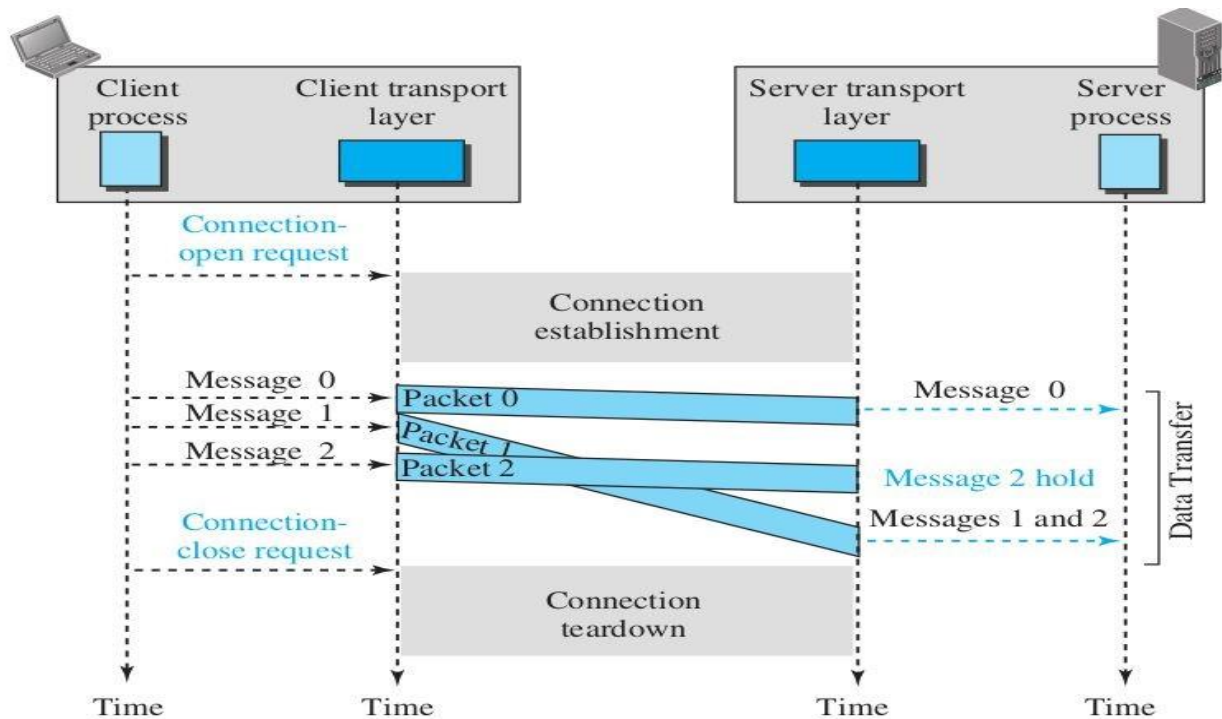 Client
process
Client transport
layer
Server transport
layer
Server
process
Connection-
open request
Connection
establishment
Message 0
Packet 0
Message 0
Message 1
Packet 1
Message 2
Packet 2
Message 2 hold
Messages 1 and 2
Data Transfer
Connection-
close request
Connection
teardown
Time
Time
Time
Time